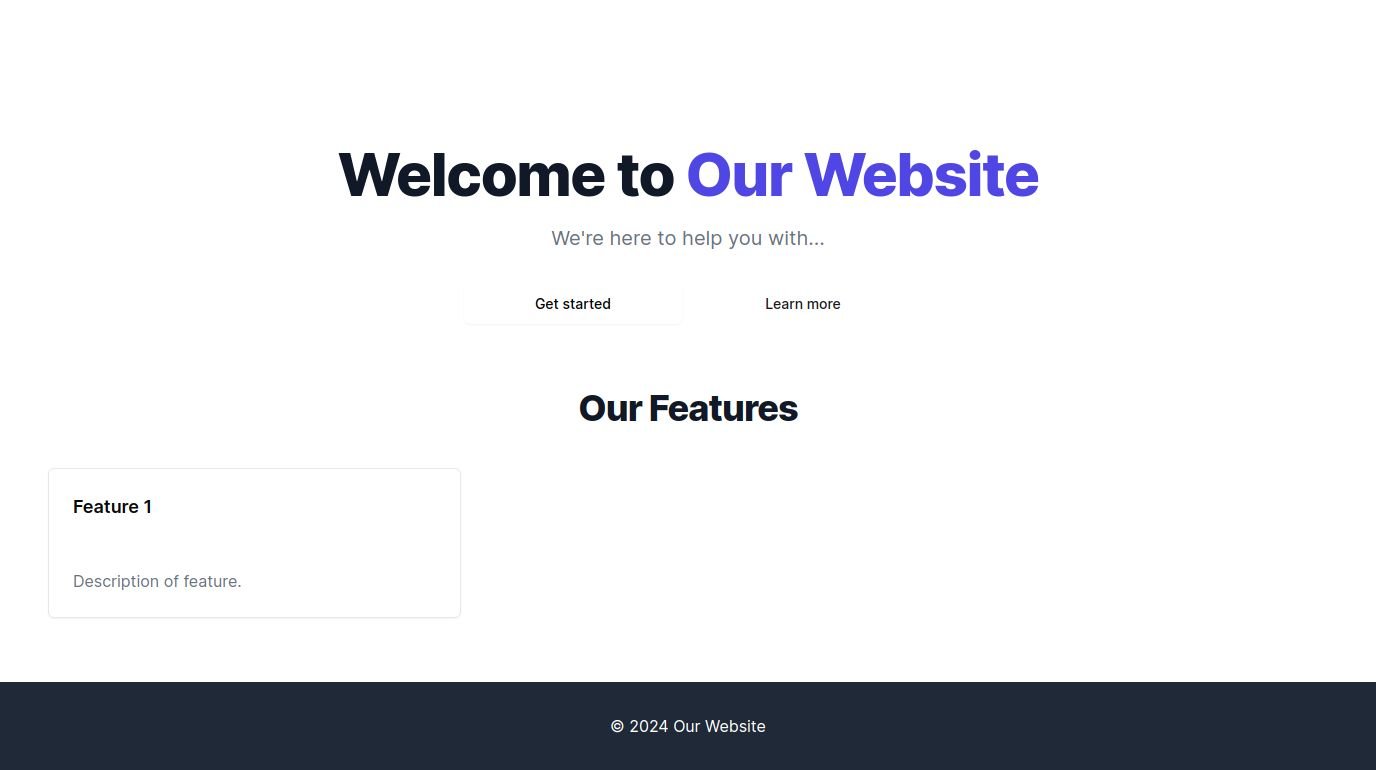 Welcome to Our Website
We're here to help you with...
Get started Learn more
Our Features
Feature 1
Description of feature.
© 2024 Our Website